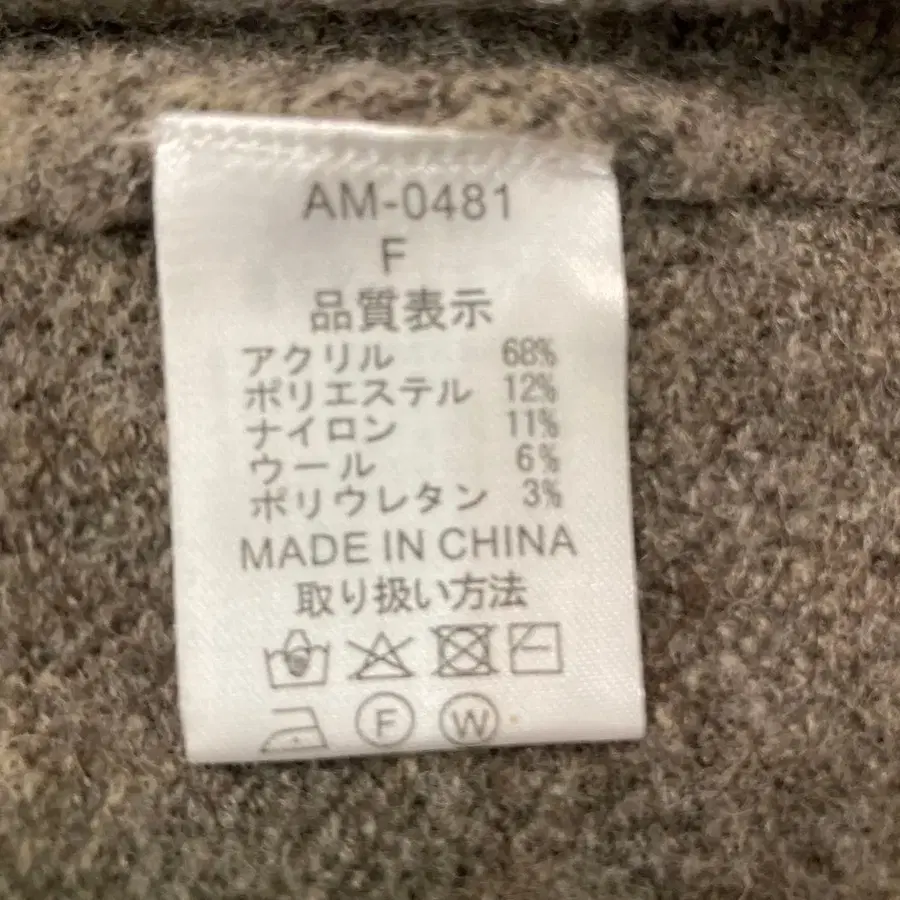 AM-0481
F
品質表示
アクリル 68%
ポリエステル 12%
ナイロン 11%
ウール 6%
ポリウレタン 3%
MADE IN CHINA
取り扱い方法
F W